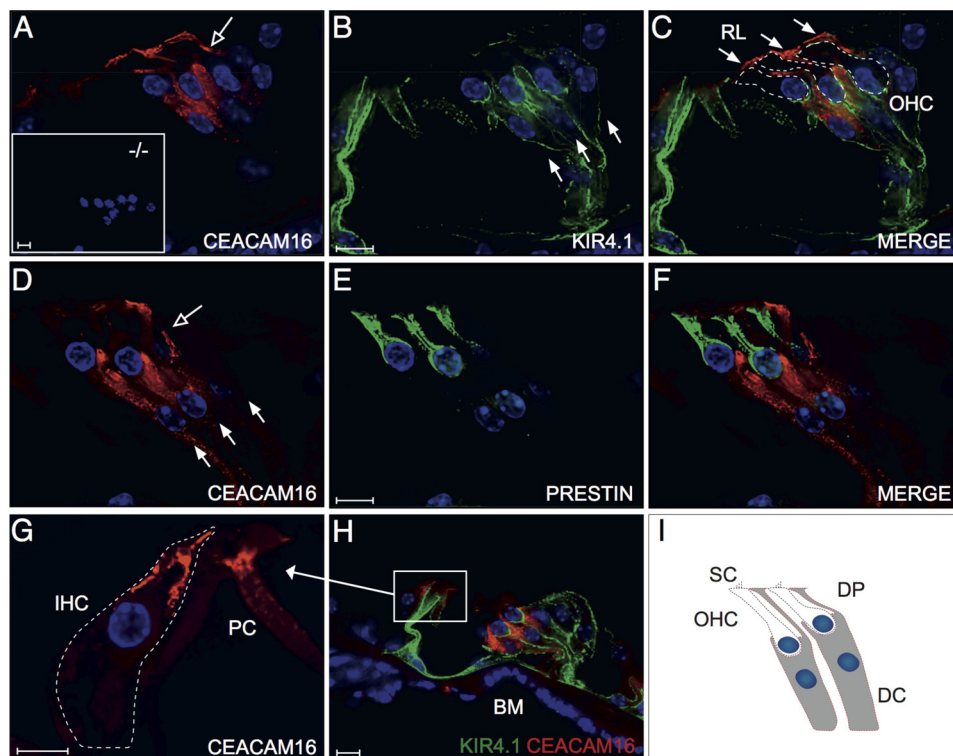 A
-/-
CEACAM16
B
KIR4.1
C
RL
OHC
MERGE
D
CEACAM16
E
PRESTIN
F
MERGE
G
IHC
PC
CEACAM16
H
BM
KIR4.1 CEACAM16
I
SC
DP
OHC
DC